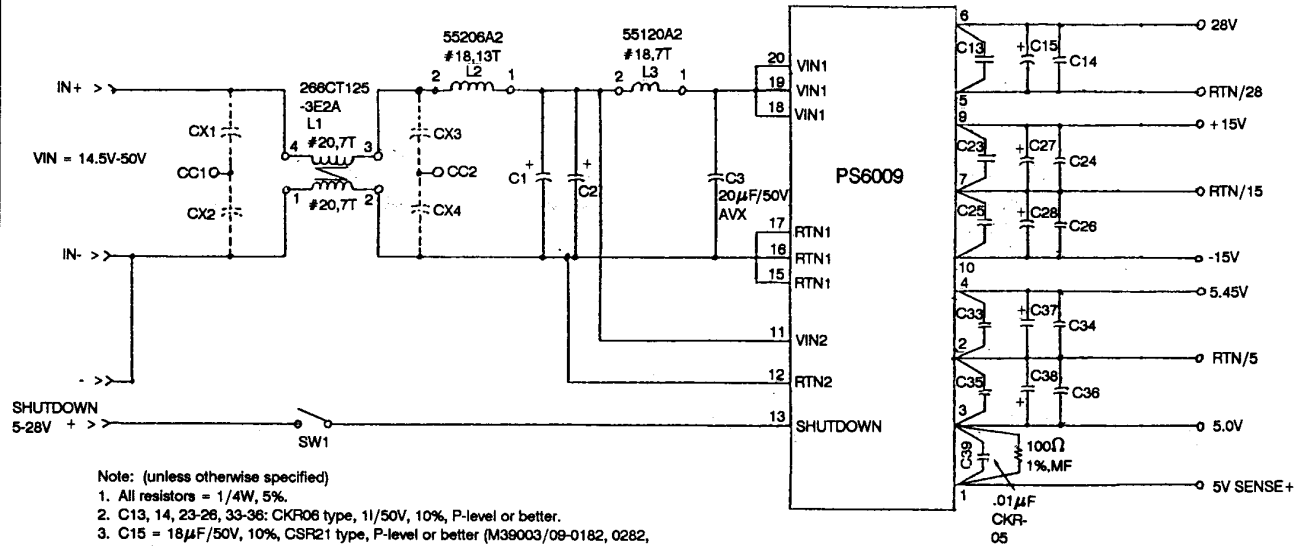 55206A2
#18,13T
L2
2
1
55120A2
#18,7T
L3
2
1
IN+
266CT125
-3E2A
L1
#20,7T
4
3
1
2
#20,7T
VIN = 14.5V-50V
CX1
CC1
CX2
CX3
CC2
CX4
IN-
-
C1
+
C2
+
C3
20µF/50V
AVX
20
VIN1
19
VIN1
18
VIN1
17
RTN1
16
RTN1
15
RTN1
11
VIN2
12
RTN2
13
SHUTDOWN
PS6009
SHUTDOWN
5-28V
+
SW1
6
C13
+
C15
C14
28V
5
RTN/28
9
C23
+
C27
C24
+15V
7
RTN/15
C25
+
C28
C26
10
-15V
4
C33
+
C37
C34
5.45V
2
RTN/5
C35
C38
+
C36
3
5.0V
C39
100Ω
1%,MF
1
.01µF
CKR-
05
5V SENSE+
Note: (unless otherwise specified)
1. All resistors = 1/4W, 5%.
2. C13, 14, 23-26, 33-36: CKR06 type, 1I/50V, 10%, P-level or better.
3. C15 = 18µF/50V, 10%, CSR21 type, P-level or better (M39003/09-0182, 0282,